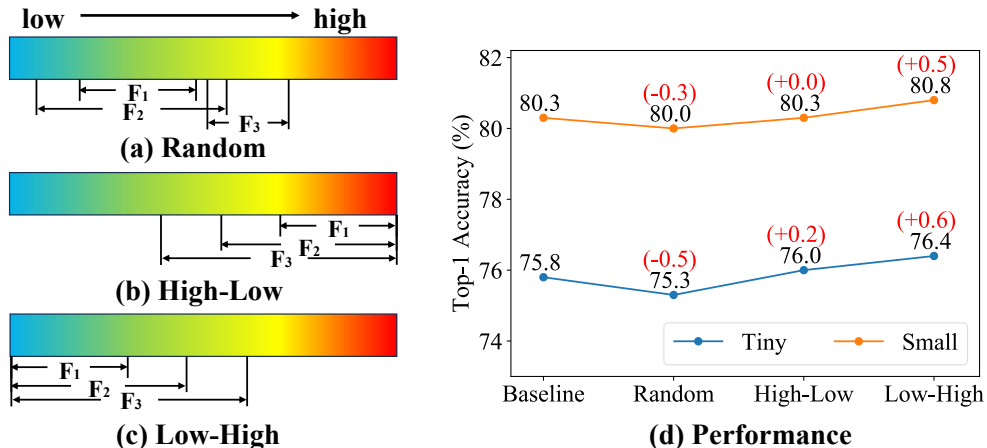 low
high
F1
F2
F3
(a) Random
F1
F2
F3
(b) High-Low
F1
F2
F3
(c) Low-High
Top-1 Accuracy (%)
82
80
78
76
74
80.3
(-0.3)
80.0
(+0.0)
80.3
(+0.5)
80.8
75.8
(-0.5)
75.3
(+0.2)
76.0
(+0.6)
76.4
Tiny
Small
Baseline
Random
High-Low
Low-High
(d) Performance